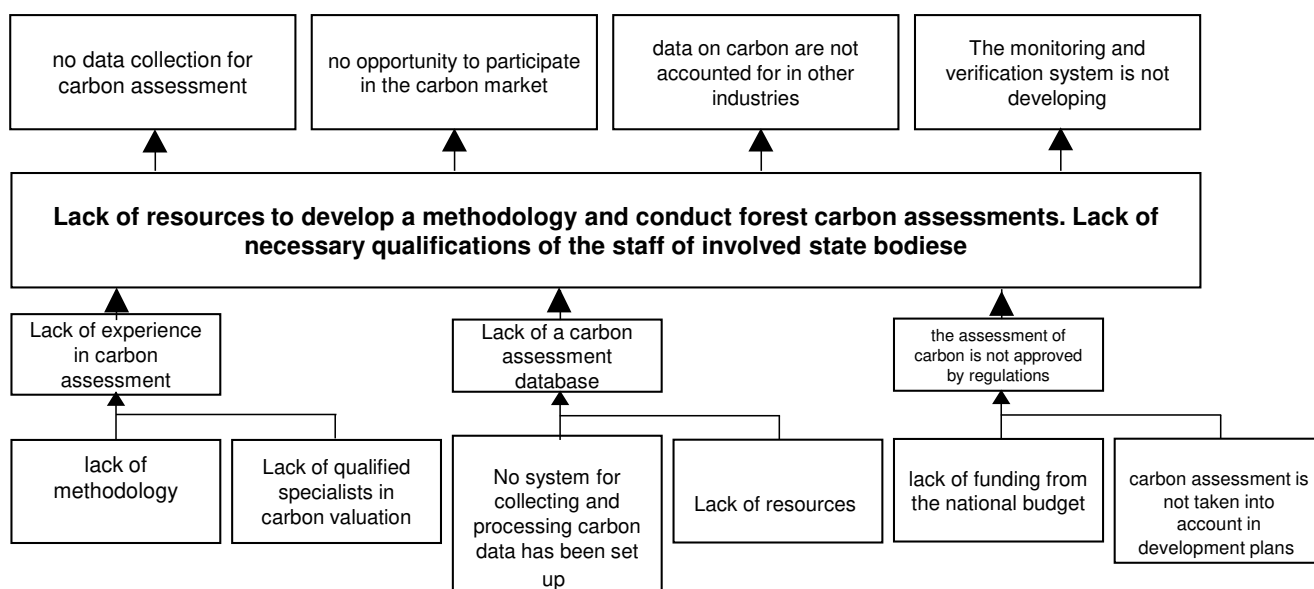 no data collection for
carbon assessment
no opportunity to participate
in the carbon market
data on carbon are not
accounted for in other
industries
The monitoring and
verification system is not
developing
Lack of resources to develop a methodology and conduct forest carbon assessments. Lack of
necessary qualifications of the staff of involved state bodiese
Lack of experience
in carbon
assessment
Lack of a carbon
assessment
database
the assessment of
carbon is not approved
by regulations
lack of
methodology
Lack of qualified
specialists in
carbon valuation
No system for
collecting and
processing carbon
data has been set
up
Lack of resources
lack of funding from
the national budget
carbon assessment is
not taken into
account in
development plans